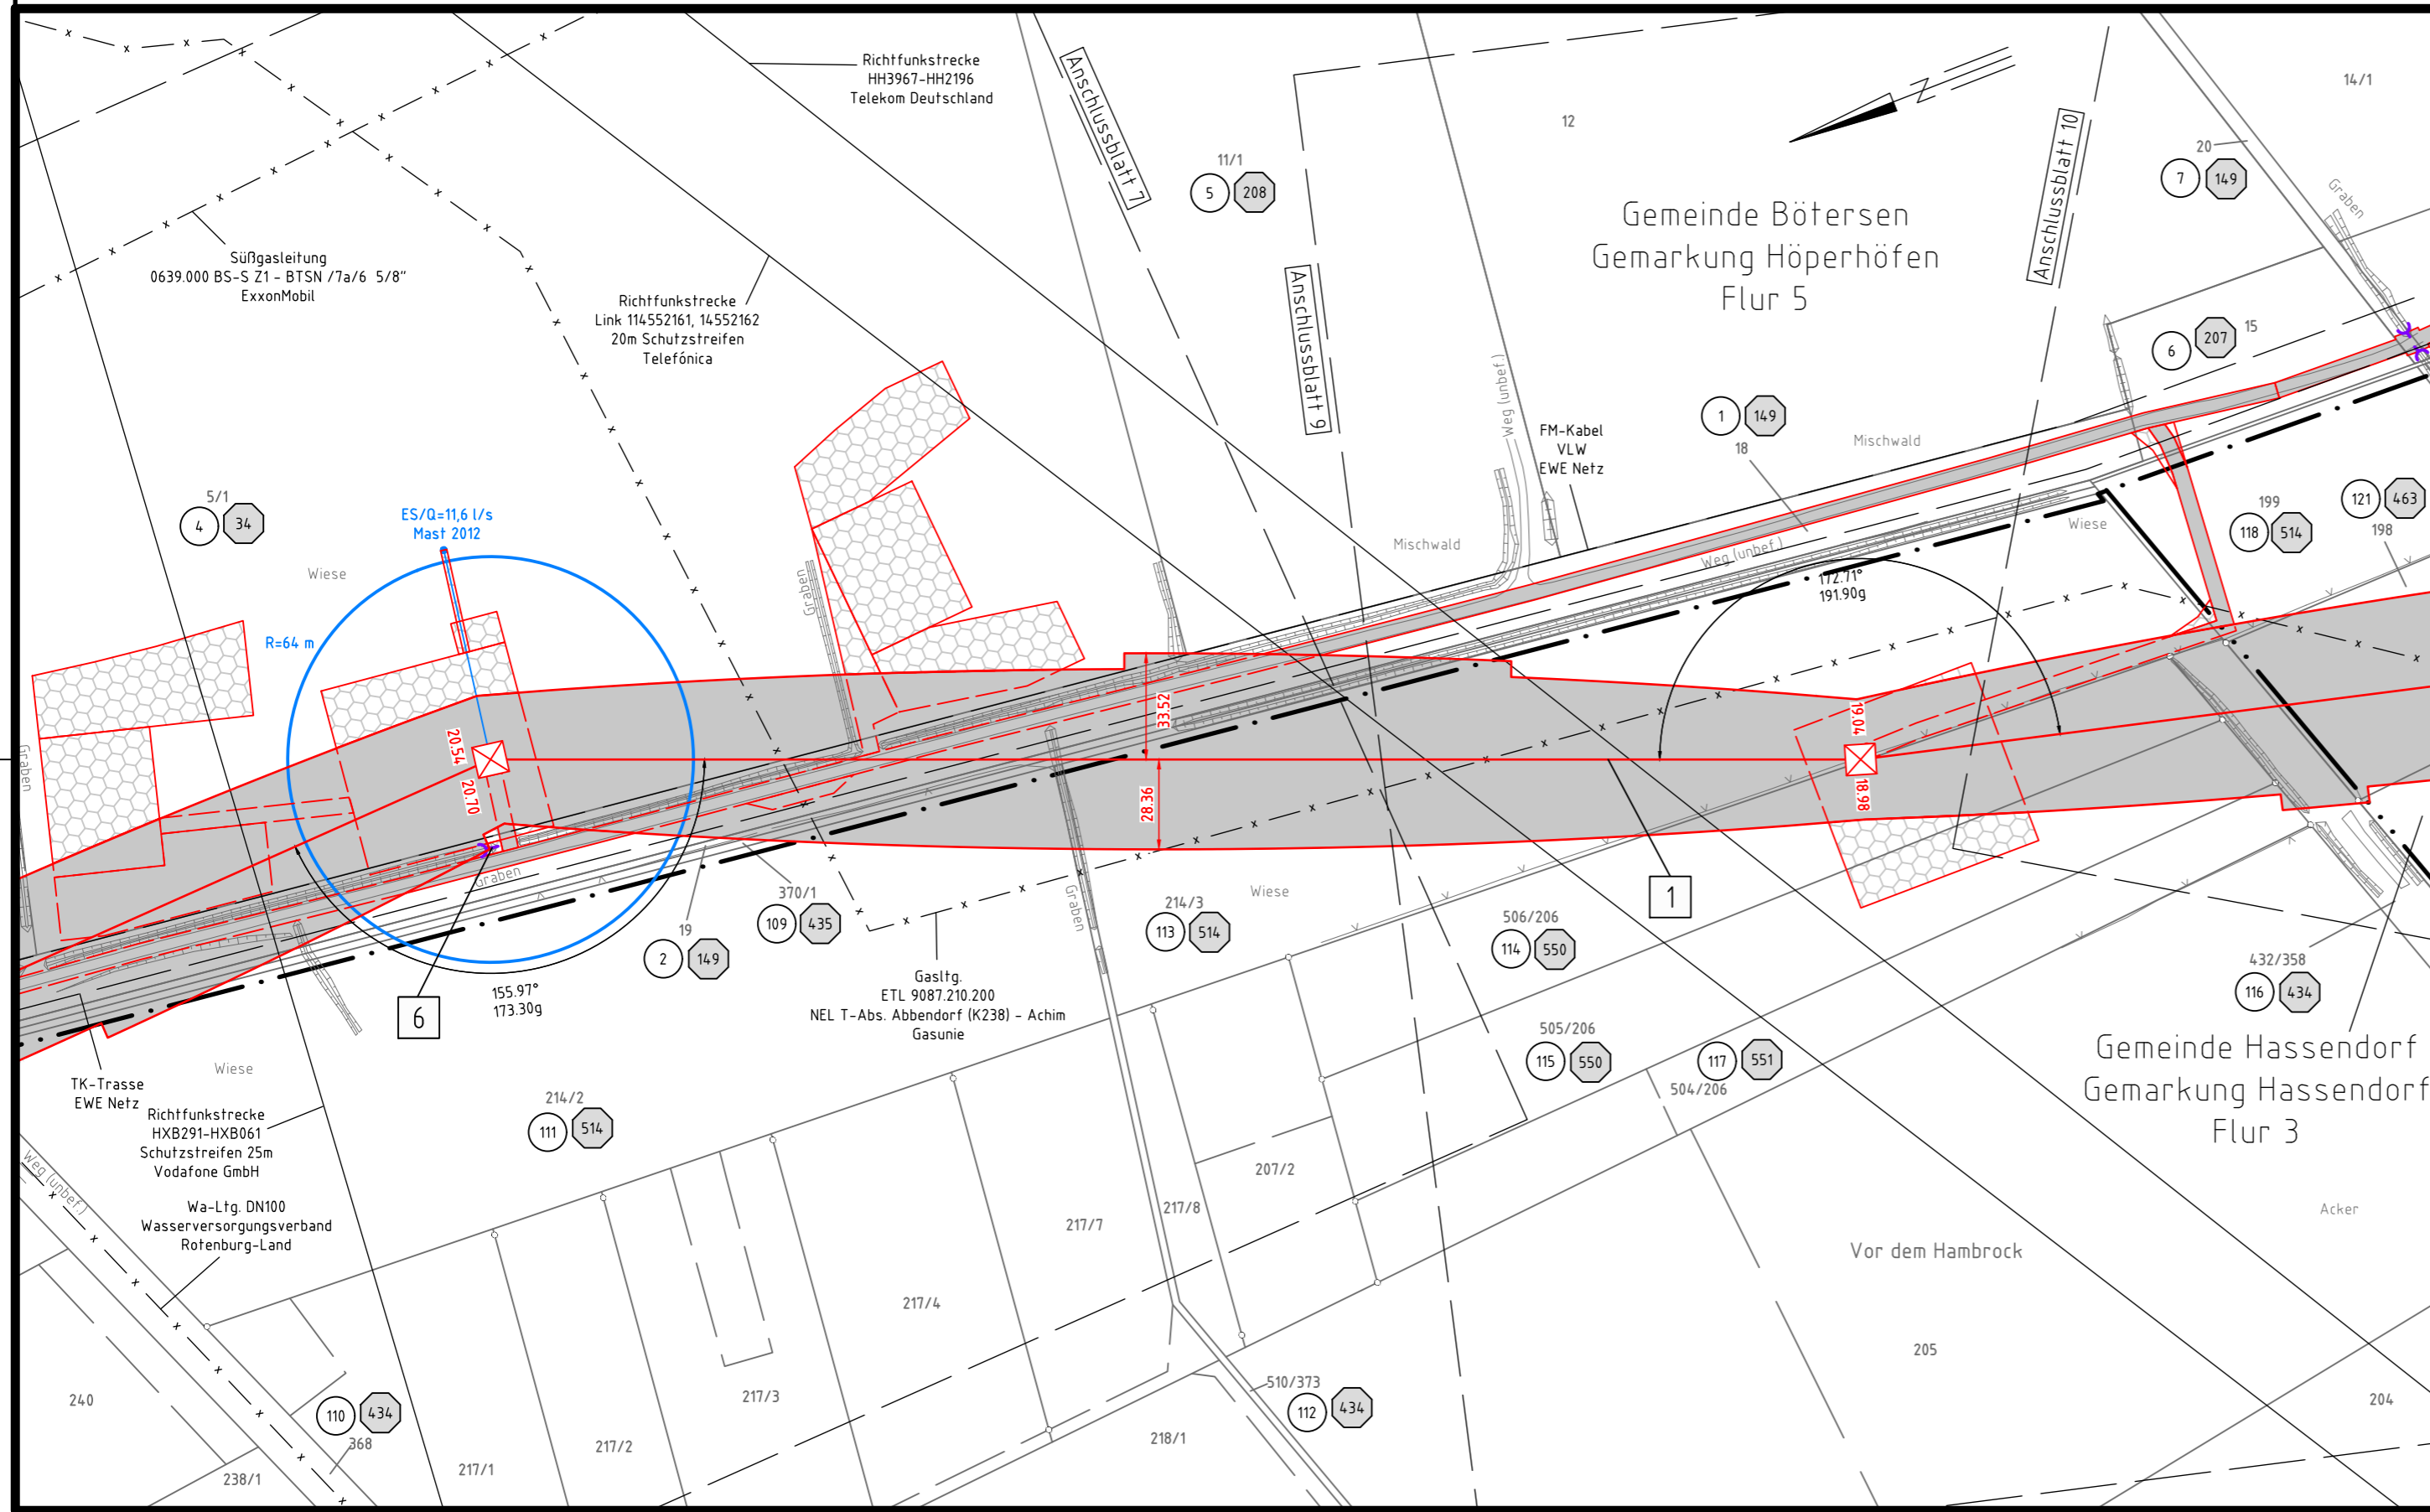 Richtfunkstrecke
HH3967-HH2196
Telekom Deutschland
Anschlussblatt 7
11/1
5 208
12
N
Gemeinde Bötersen
Gemarkung Höperhöfen
Flur 5
Anschlussblatt 10
14/1
20
7 149
Graben
Süßgasleitung
0639.000 BS-S Z1 - BTSN /7a/6 5/8"
ExxonMobil
Richtfunkstrecke
Link 114552161, 14552162
20m Schutzstreifen
Telefónica
Anschlussblatt 9
Weg (unbef.)
FM-Kabel
VLW
EWE Netz
1 149
18
Mischwald
15
6 207
5/1
4 34
ES/Q=11,6 l/s
Mast 2012
Wiese
R=64 m
Graben
Mischwald
Weg (unbef.)
172.71°
191.90g
Wiese
199
118 514
121 463
198
Graben
20.54
20.70
33.52
28.36
19.04
18.98
Graben
370/1
109 435
19
2 149
155.97°
173.30g
6
Gasltg.
ETL 9087.210.200
NEL T-Abs. Abbendorf (K238) - Achim
Gasunie
Graben
Wiese
214/3
113 514
506/206
114 550
1
432/358
116 434
505/206
115 550
117 551
504/206
Gemeinde Hassendorf
Gemarkung Hassendorf
Flur 3
Wiese
TK-Trasse
EWE Netz
Richtfunkstrecke
HXB291-HXB061
Schutzstreifen 25m
Vodafone GmbH
214/2
111 514
Weg (unbef.)
Wa-Ltg. DN100
Wasserversorgungsverband
Rotenburg-Land
207/2
217/8
217/7
Acker
Vor dem Hambrock
217/4
205
240
110 434
368
238/1
217/1
217/2
217/3
510/373
112 434
218/1
204